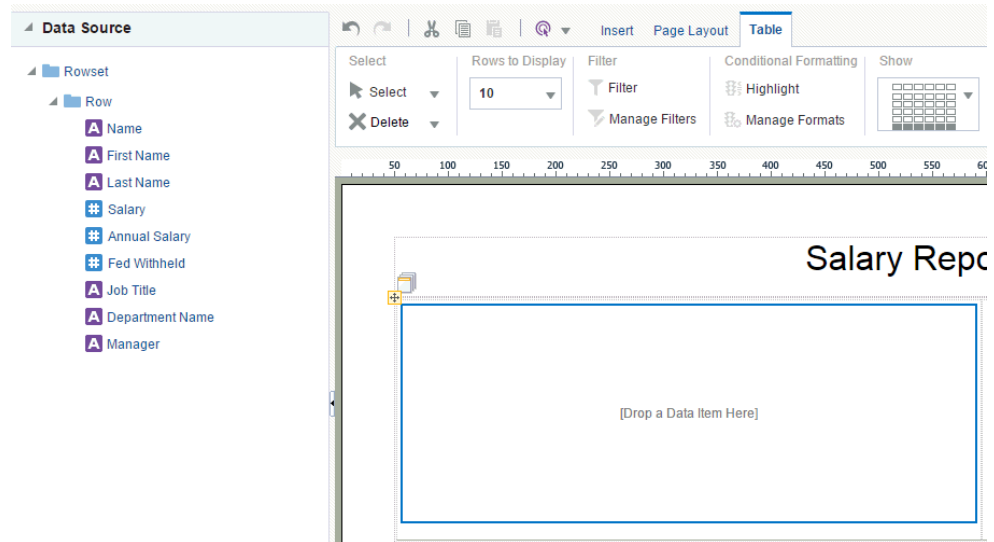 Data Source
Insert Page Layout Table
Select Rows to Display Filter Conditional Formatting Show
Select 10 Filter Highlight
Delete Manage Filters Manage Formats
Rowset
Row
A Name
A First Name
A Last Name
# Salary
# Annual Salary
# Fed Withheld
A Job Title
A Department Name
A Manager
50 100 150 200 250 300 350 400 450 500 550 60
Salary Repo
[Drop a Data Item Here]